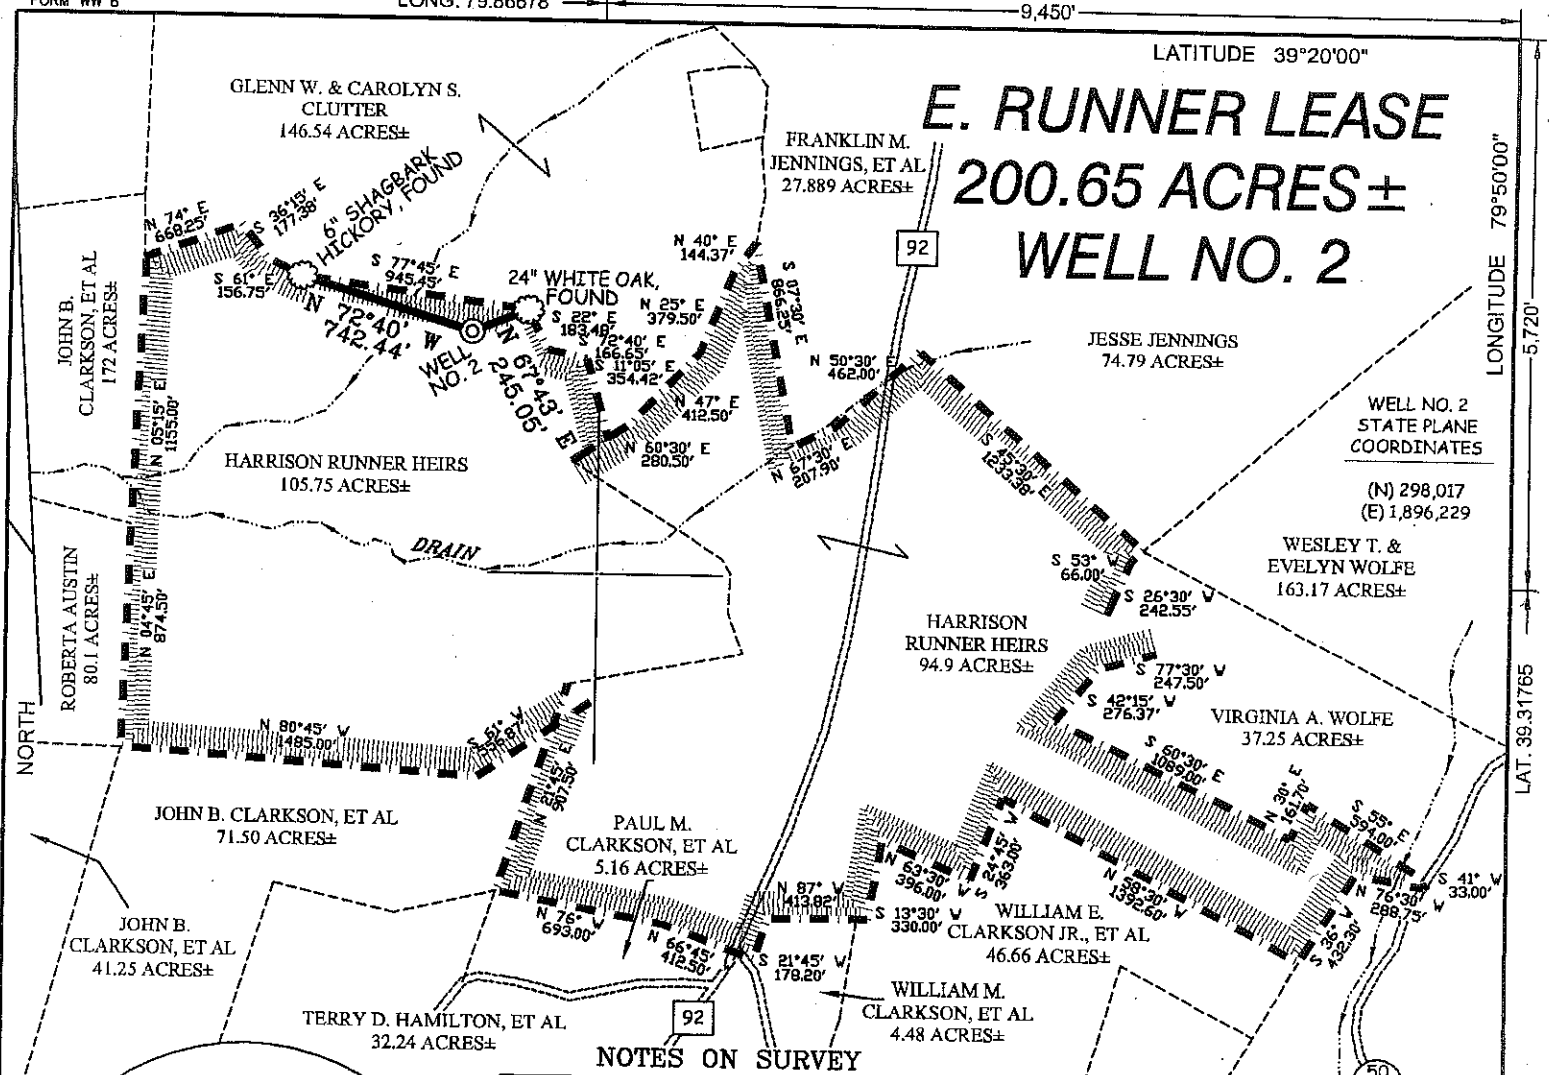 FORM WW 6
LONG. 79.86678
9,450'
LATITUDE 39°20'00"
E. RUNNER LEASE
200.65 ACRES±
WELL NO. 2
LONGITUDE 79°50'00"
5,720'
LAT. 39.31765
GLENN W. & CAROLYN S.
CLUTTER
146.54 ACRES±
FRANKLIN M.
JENNINGS, ET AL
27.889 ACRES±
92
6" SHAGBARK
HICKORY, FOUND
N 74° E
668.25'
S 36°15' E
177.38'
S 61° E
156.75'
S 77°45' E
945.45'
24" WHITE OAK,
FOUND
N 72°40' W
742.44'
WELL
NO. 2
N 67°43' E
245.05'
S 22° E
183.48'
S 72°40' E
166.65'
S 11°05' E
354.42'
N 40° E
144.37'
N 25° E
379.50'
N 47° E
412.50'
N 60°30' E
280.50'
S 07°30' E
866.25'
N 50°30' E
462.00'
N 67°30' E
207.90'
JESSE JENNINGS
74.79 ACRES±
WELL NO. 2
STATE PLANE
COORDINATES
(N) 298,017
(E) 1,896,229
JOHN B.
CLARKSON, ET AL
172 ACRES±
N 05°15' E
1155.00'
HARRISON RUNNER HEIRS
105.75 ACRES±
DRAIN
S 45°30' E
1233.38'
WESLEY T. &
EVELYN WOLFE
163.17 ACRES±
S 53° W
66.00'
S 26°30' W
242.55'
ROBERTA AUSTIN
80.1 ACRES±
N 04°45' E
874.50'
HARRISON
RUNNER HEIRS
94.9 ACRES±
S 77°30' W
247.50'
S 42°15' W
276.37'
VIRGINIA A. WOLFE
37.25 ACRES±
NORTH
N 80°45' W
1485.00'
S 61° W
556.87'
N 21°45' E
907.50'
S 60°30' E
1089.00'
N 30° E
161.70'
S 55° E
594.00'
JOHN B. CLARKSON, ET AL
71.50 ACRES±
PAUL M.
CLARKSON, ET AL
5.16 ACRES±
N 63°30' W
396.00'
S 24°45' W
363.00'
N 59°30' W
1392.60'
S 41° W
33.00'
N 76°30' W
288.75'
S 36° W
432.30'
N 87° W
413.82'
S 13°30' W
330.00'
N 76° W
693.00'
N 66°45'
412.50'
S 21°45' W
178.20'
WILLIAM E.
CLARKSON JR., ET AL
46.66 ACRES±
JOHN B.
CLARKSON, ET AL
41.25 ACRES±
WILLIAM M.
CLARKSON, ET AL
4.48 ACRES±
TERRY D. HAMILTON, ET AL
32.24 ACRES±
92
NOTES ON SURVEY
50